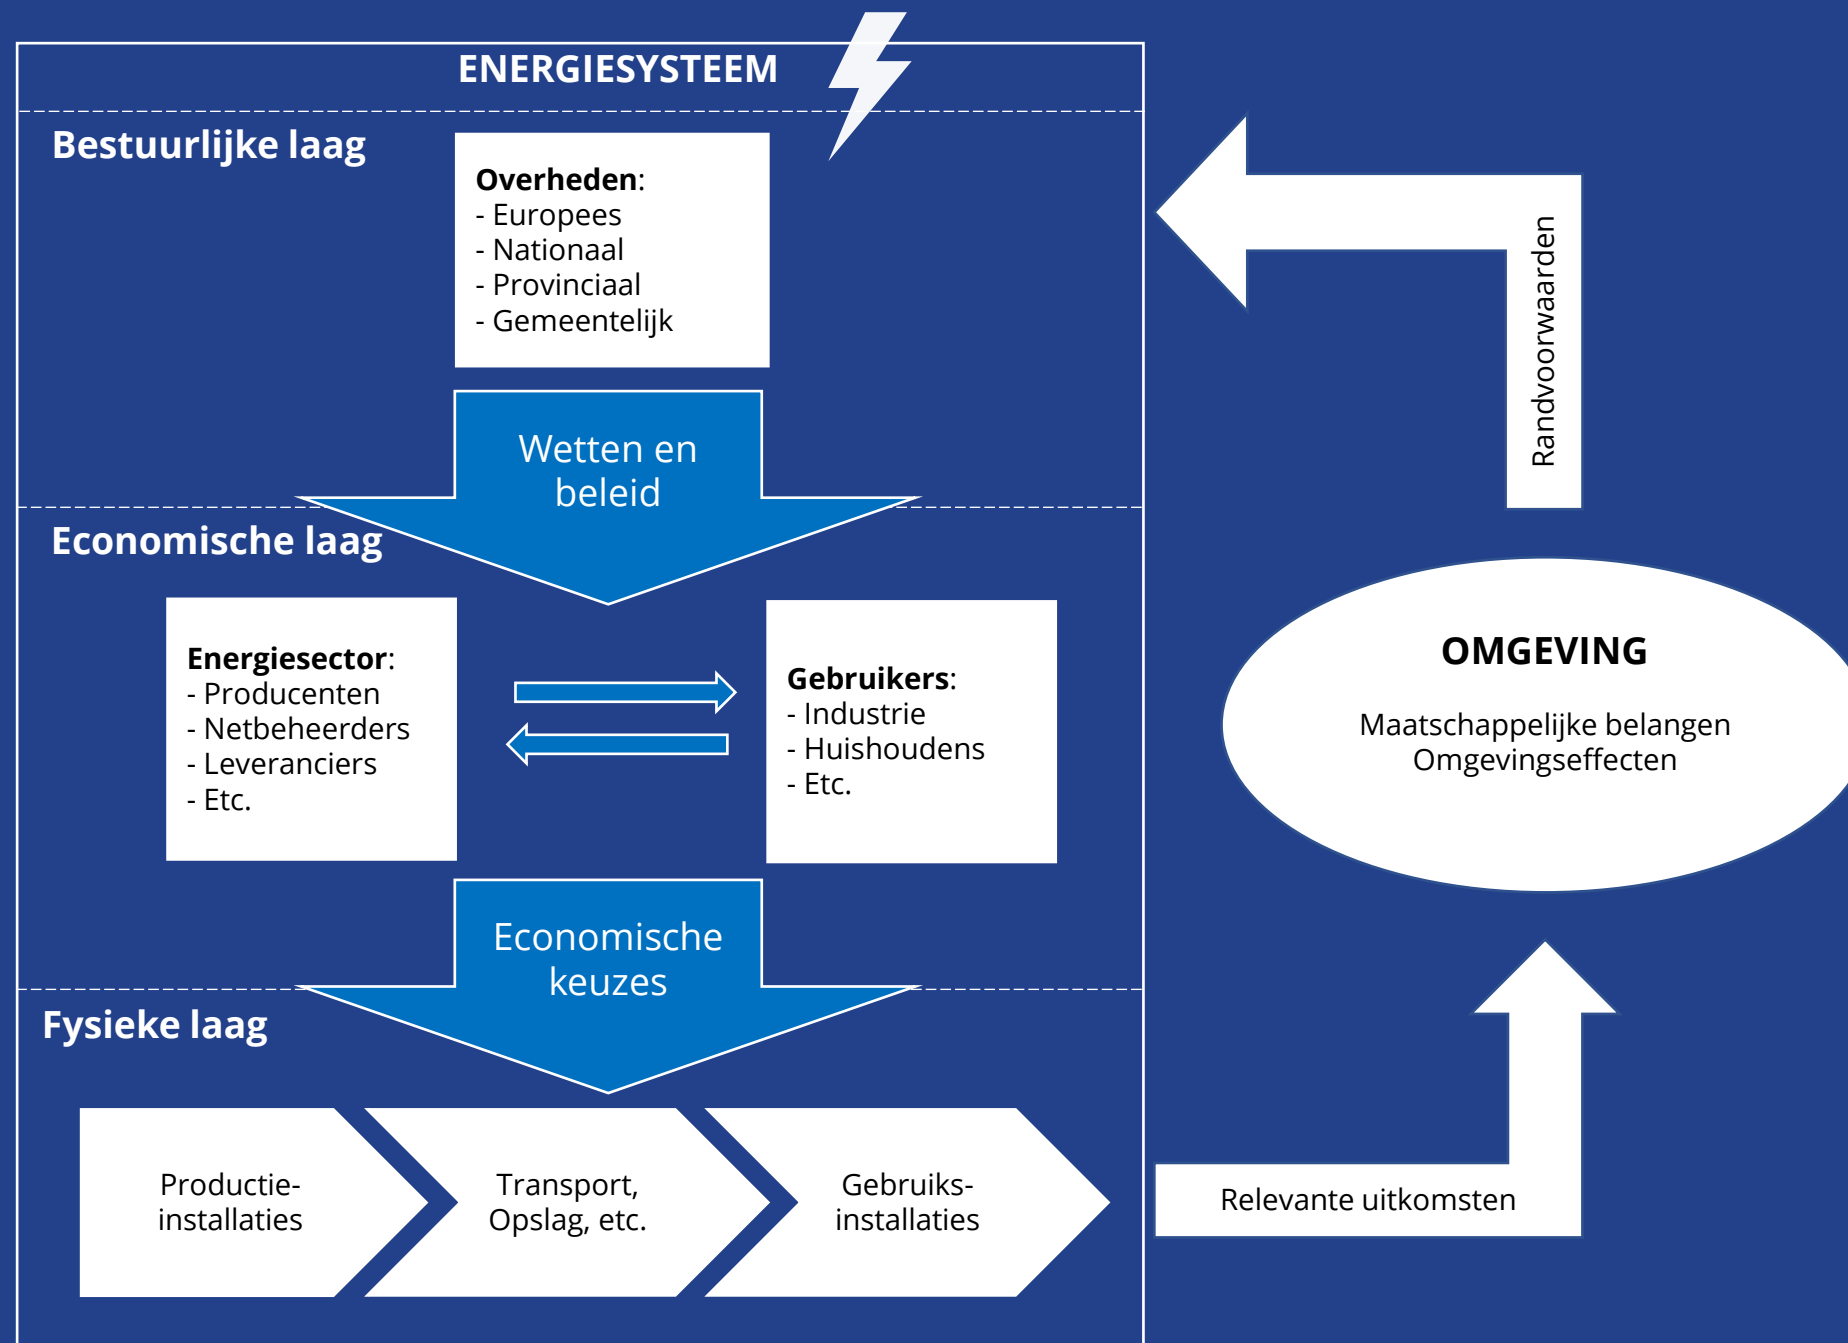 ENERGIESYSTEEM
Bestuurlijke laag
Overheden:
- Europees
- Nationaal
- Provinciaal
- Gemeentelijk
Wetten en
beleid
Economische laag
Energiesector:
- Producenten
- Netbeheerders
- Leveranciers
- Etc.
Gebruikers:
- Industrie
- Huishoudens
- Etc.
Economische
keuzes
Fysieke laag
Productie-
installaties
Transport,
Opslag, etc.
Gebruiks-
installaties
Relevante uitkomsten
OMGEVING
Maatschappelijke belangen
Omgevingseffecten
Randvoorwaarden